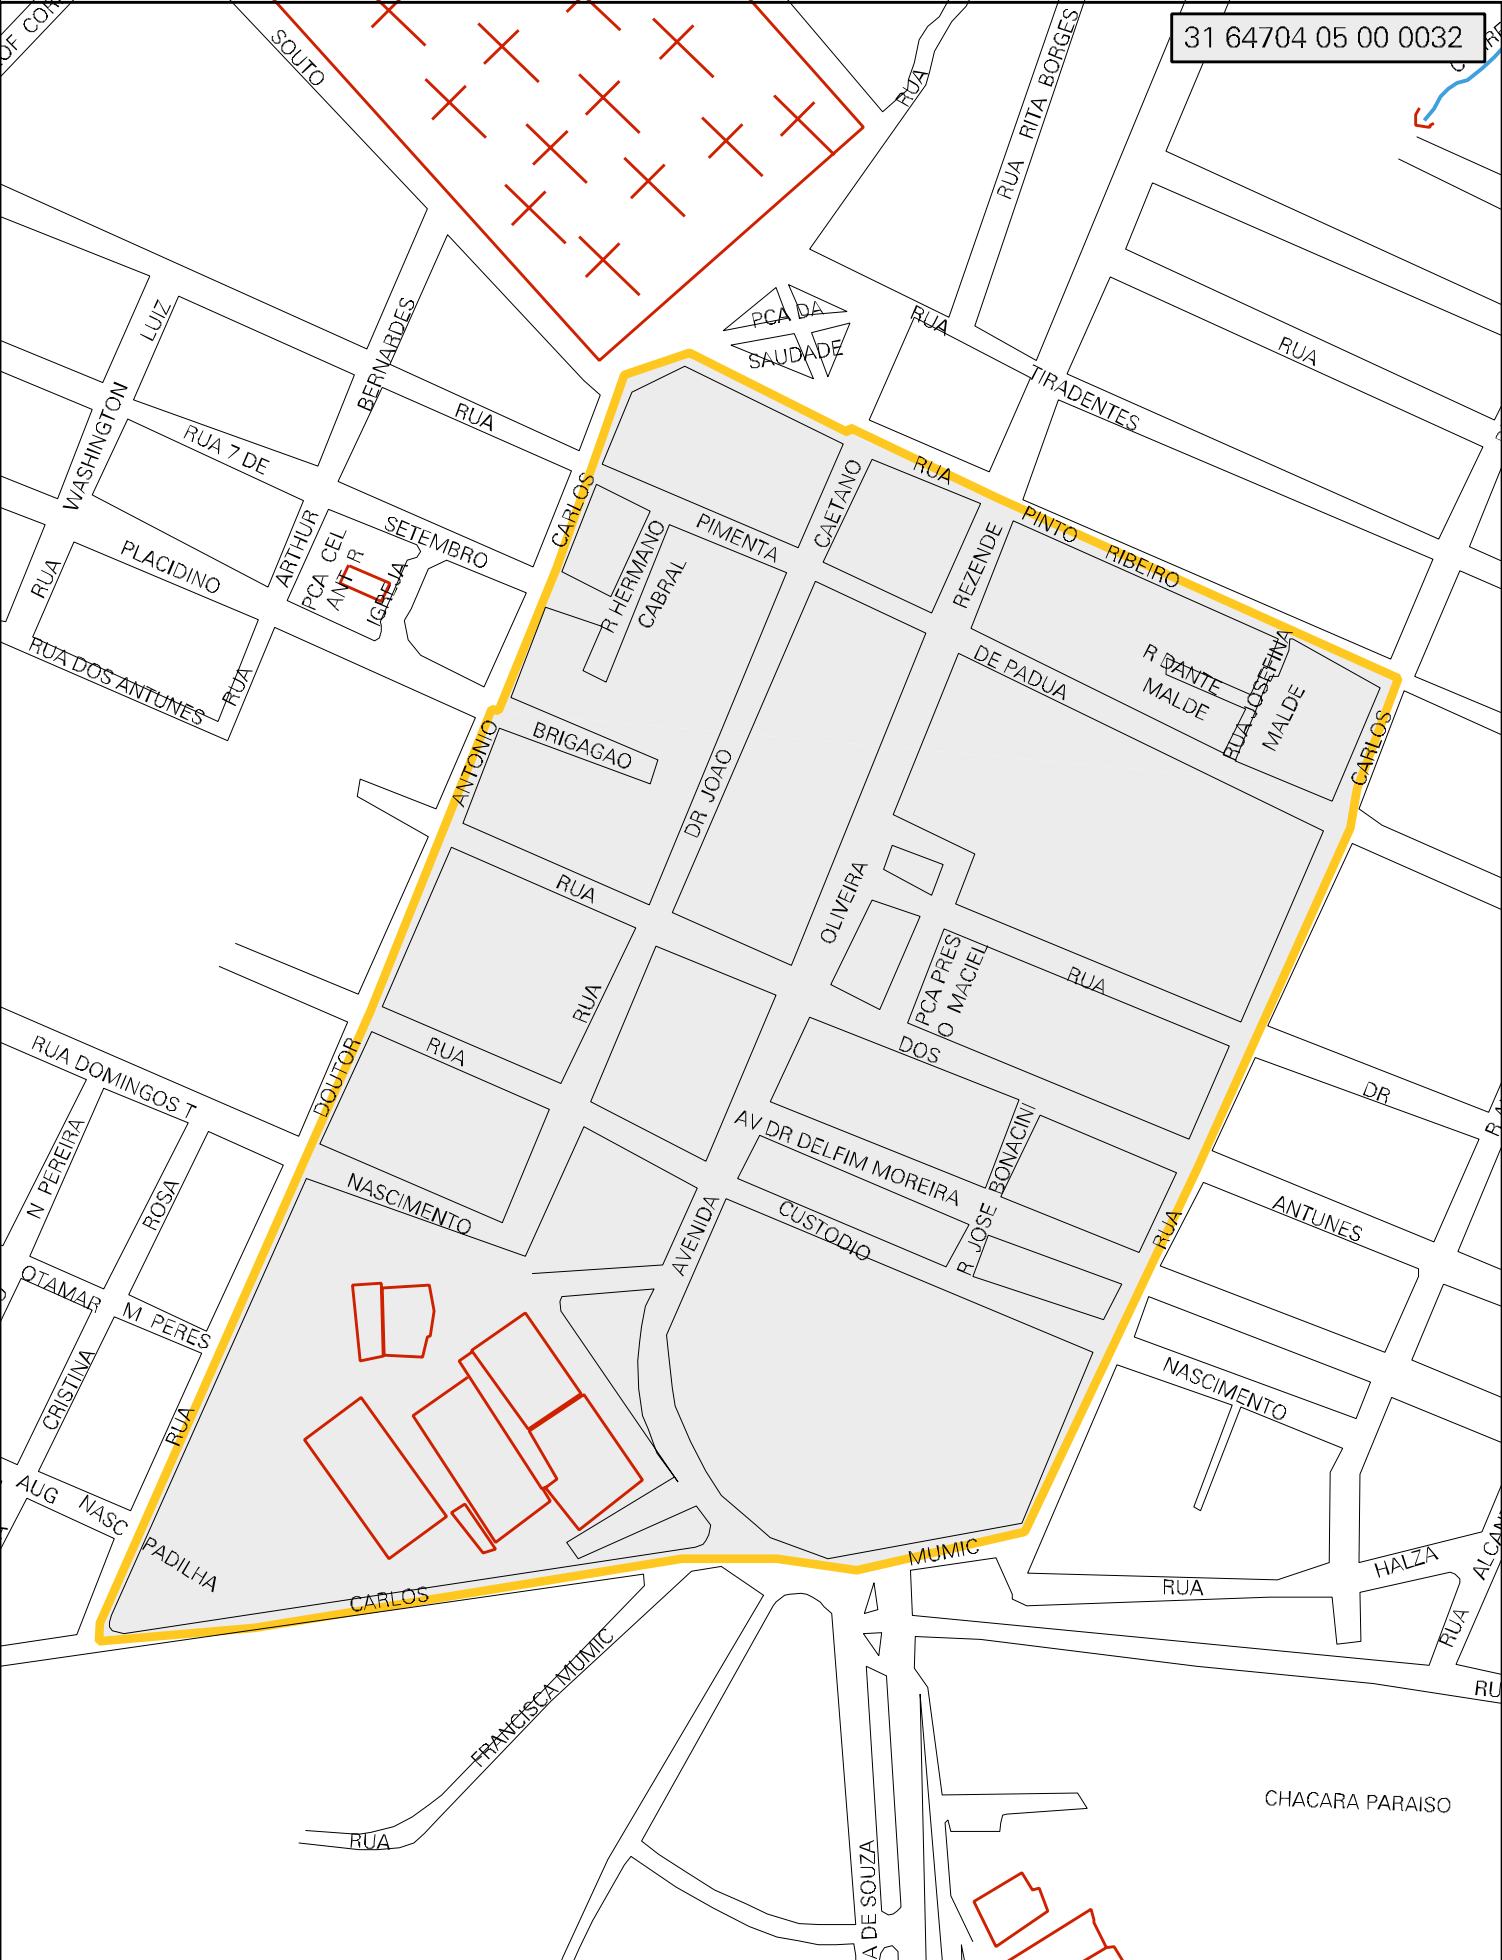 31 64704 05 00 0032
SOUTO
RUA
RUA RITA BORGES
PCA DA
SAUDADE
RUA
TIRADENTES
RUA
LUIZ
WASHINGTON
BERNARDES
RUA
RUA 7 DE
SETEMBRO
ARTHUR
PCA CEL
ANT R
IGREJA
PLACIDINO
RUA
RUA DOS ANTUNES
RUA
CARLOS
PIMENTA
CAETANO
RUA
PINTO
RIBEIRO
R HERMANO
CABRAL
REZENDE
DE PADUA
R DANTE
MALDE
RUA JOSEFINA
MALDE
CARLOS
ANTONIO
BRIGAGAO
DR JOAO
RUA
OLIVEIRA
PCA PRES
O MACIEL
RUA
RUA
RUA
DOS
DR
DOUTOR
RUA DOMINGOS T
N PEREIRA
ROSA
NASCIMENTO
AV DR DELFIM MOREIRA
R JOSE BONACINI
CUSTODIO
AVENIDA
RUA
ANTUNES
OTAMAR
M PERES
CRISTINA
RUA
NASCIMENTO
AUG NASC
PADILHA
CARLOS
MUMIC
RUA
HALZA
RUA
FRANCISCA MUMIC
RUA
A DE SOUZA
CHACARA PARAISO